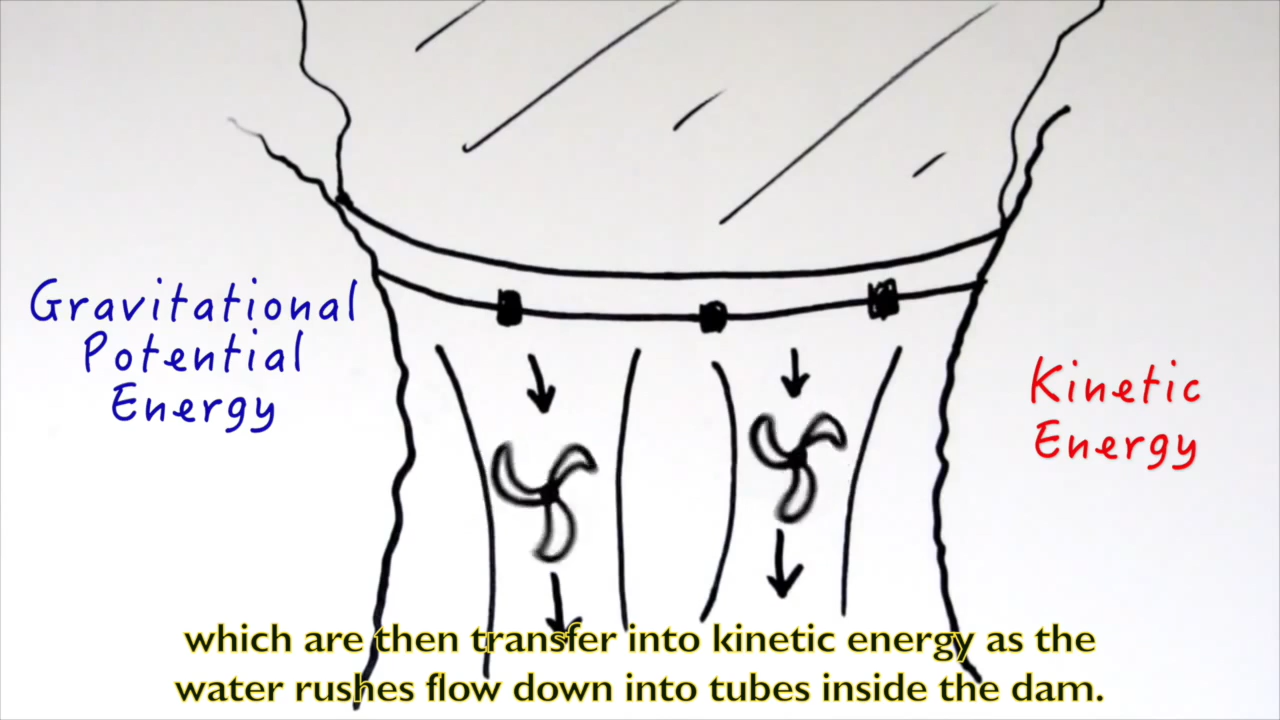 Gravitational
Potential
Energy
Kinetic
Energy
which are then transfer into kinetic energy as the
water rushes flow down into tubes inside the dam.